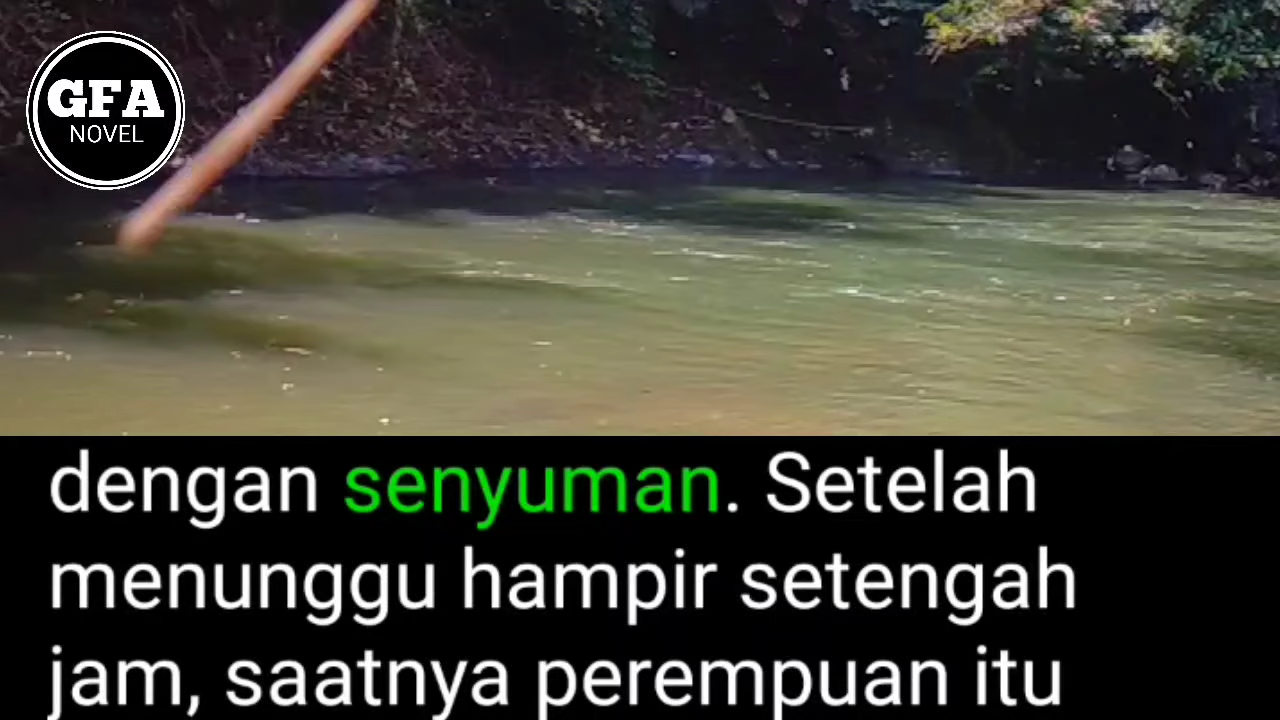 GFA
NOVEL
dengan senyuman. Setelah
menunggu hampir setengah
jam, saatnya perempuan itu